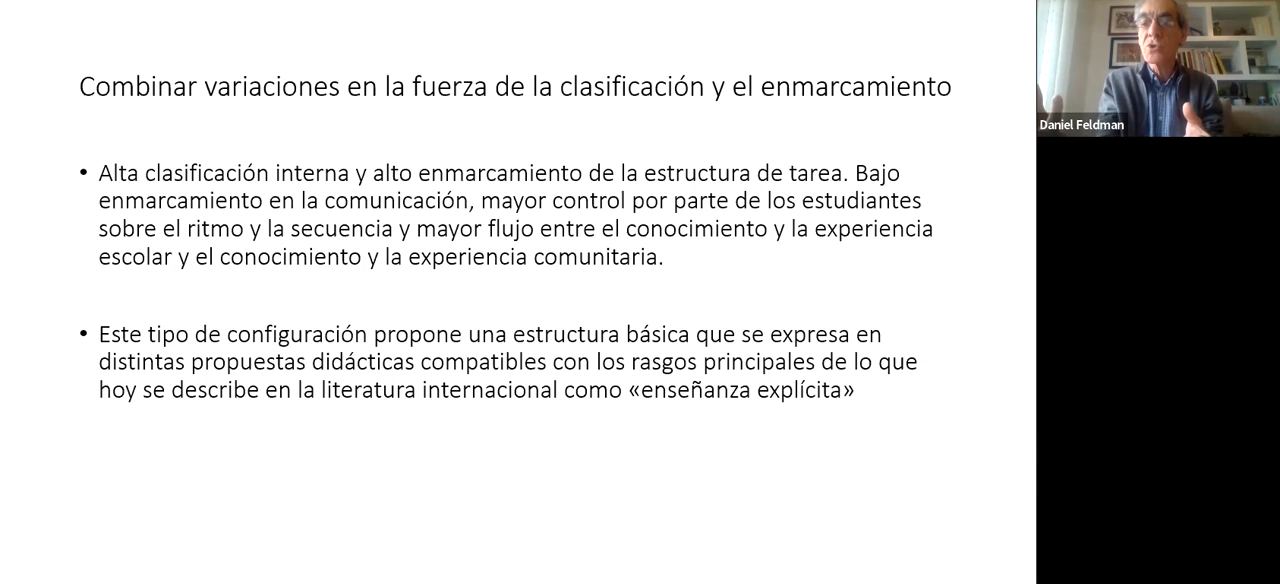 Combinar variaciones en la fuerza de la clasificación y el enmarcamiento
• Alta clasificación interna y alto enmarcamiento de la estructura de tarea. Bajo
enmarcamiento en la comunicación, mayor control por parte de los estudiantes
sobre el ritmo y la secuencia y mayor flujo entre el conocimiento y la experiencia
escolar y el conocimiento y la experiencia comunitaria.
• Este tipo de configuración propone una estructura básica que se expresa en
distintas propuestas didácticas compatibles con los rasgos principales de lo que
hoy se describe en la literatura internacional como «enseñanza explícita»
Daniel Feldman